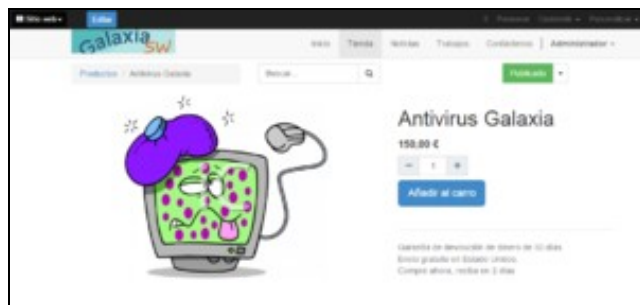 Sitio web Editar
Galaxia SW
Inicio Tienda Noticias Trabajos Contáctenos Administrador
Productos / Antivirus Galaxia Buscar... Publicado
Antivirus Galaxia
150,00 €
1
Añadir al carro
Garantía de devolución de dinero de 30 días
Envío gratuito en Estado Unidos
Compre ahora, reciba en 2 días